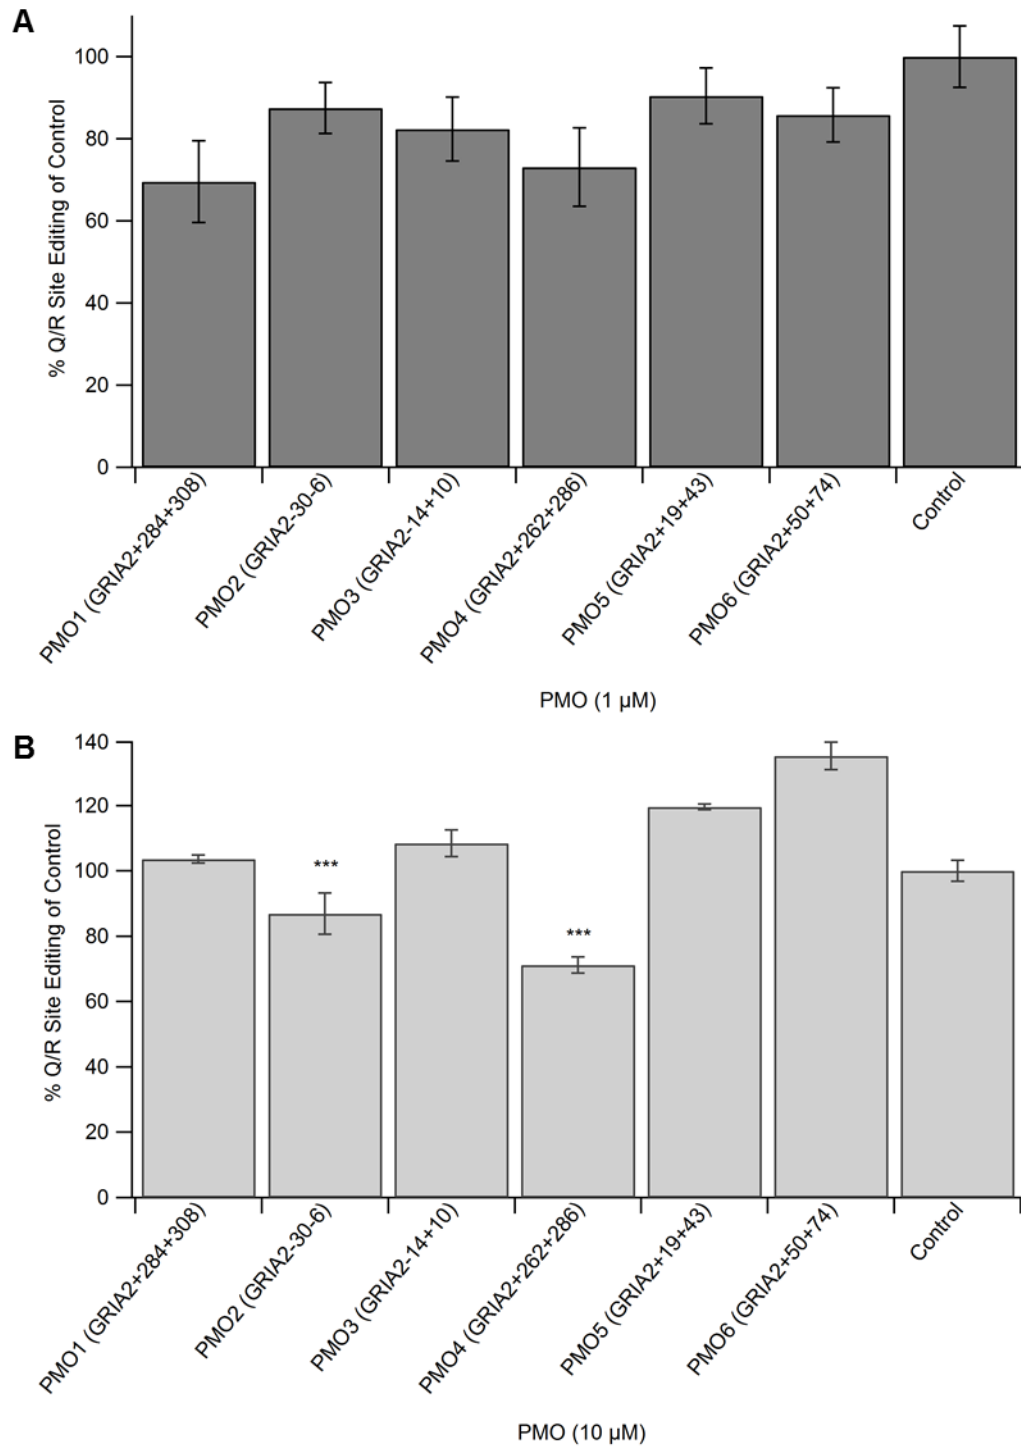 A
% Q/R Site Editing of Control
100
80
60
40
20
0
PMO1 (GRIA2+284+308)
PMO2 (GRIA2-30-6)
PMO3 (GRIA2-14+10)
PMO4 (GRIA2+262+286)
PMO5 (GRIA2+19+43)
PMO6 (GRIA2+50+74)
Control
PMO (1 µM)
B
% Q/R Site Editing of Control
140
120
100
80
60
40
20
0
***
***
PMO1 (GRIA2+284+308)
PMO2 (GRIA2-30-6)
PMO3 (GRIA2-14+10)
PMO4 (GRIA2+262+286)
PMO5 (GRIA2+19+43)
PMO6 (GRIA2+50+74)
Control
PMO (10 µM)